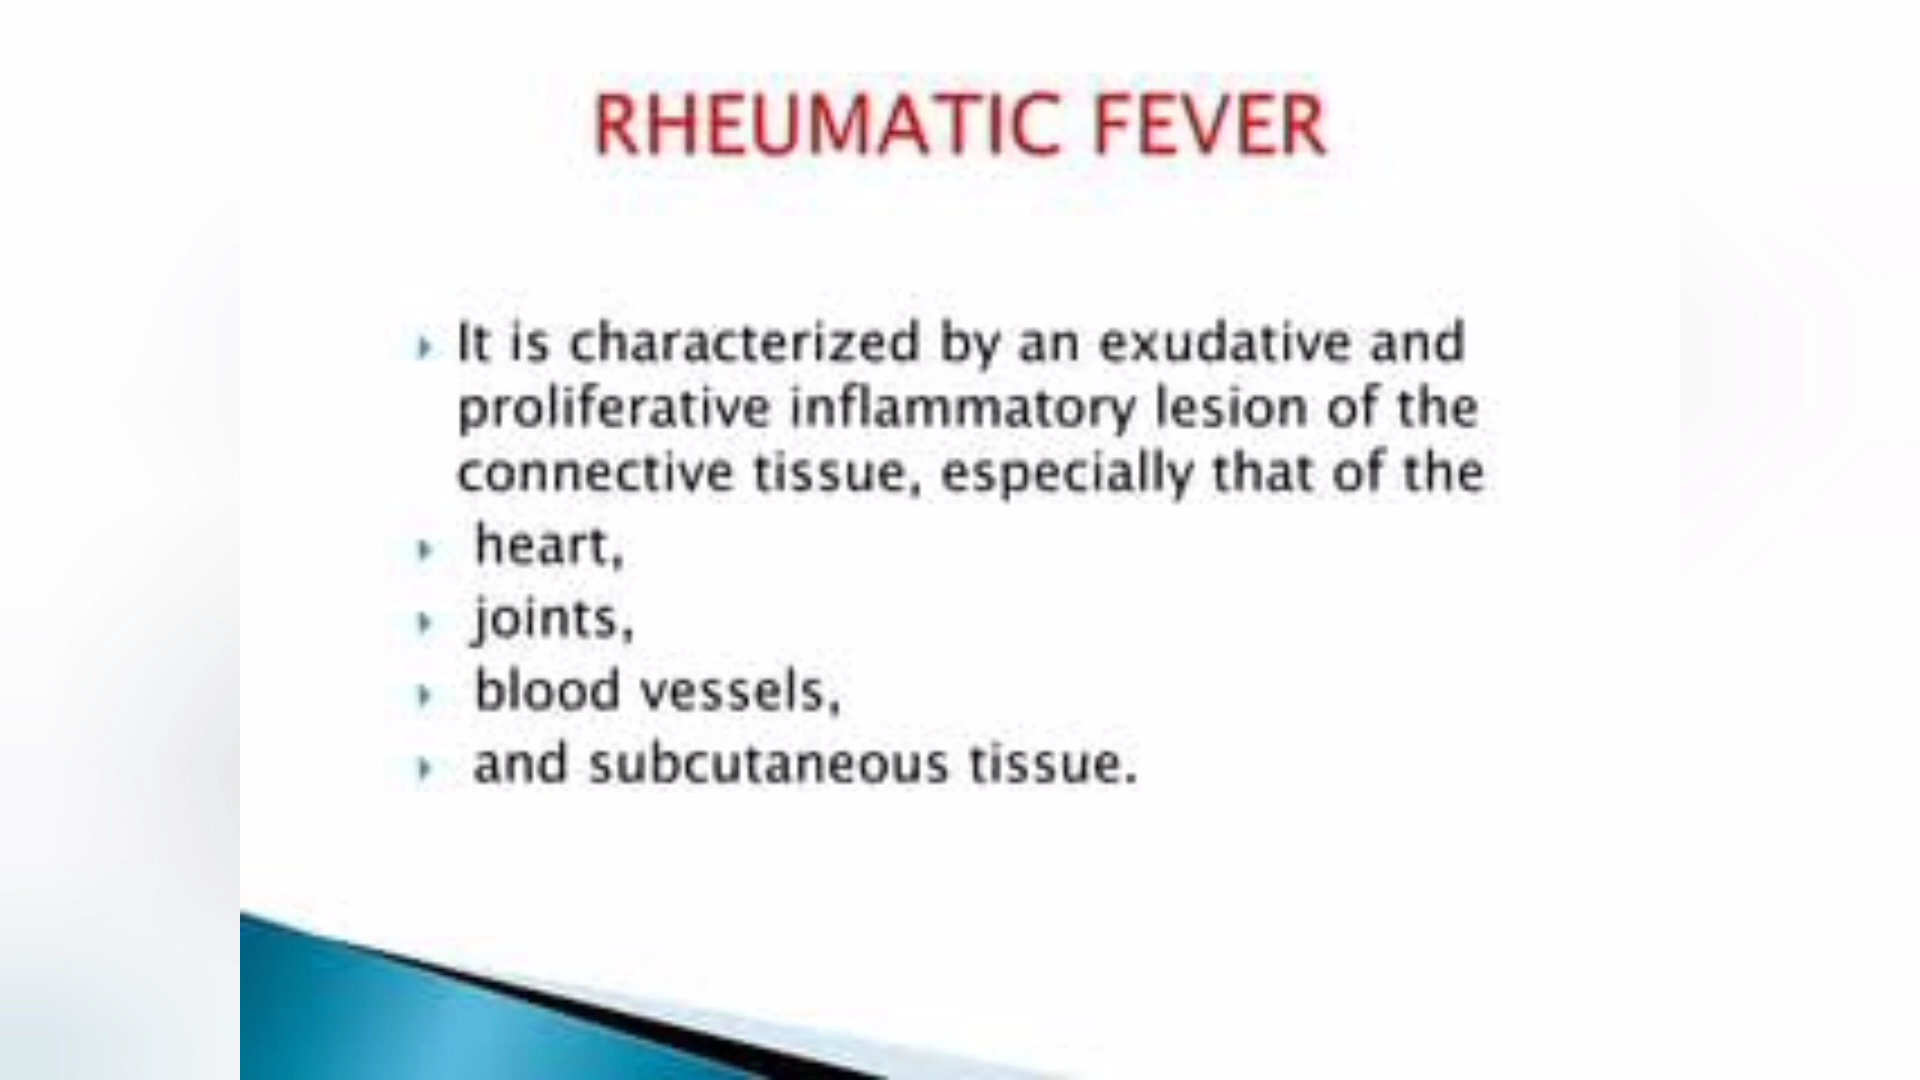 RHEUMATIC FEVER
It is characterized by an exudative and
proliferative inflammatory lesion of the
connective tissue, especially that of the
heart,
joints,
blood vessels,
and subcutaneous tissue.